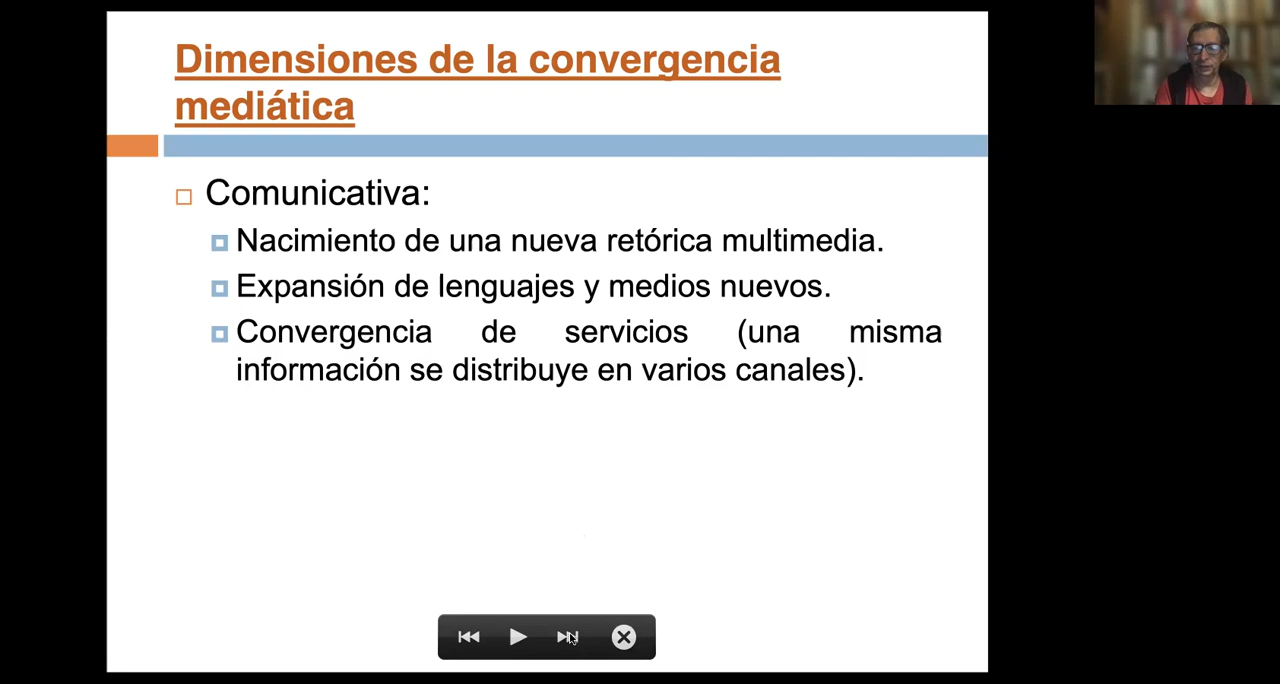 Dimensiones de la convergencia
mediática
Comunicativa:
Nacimiento de una nueva retórica multimedia.
Expansión de lenguajes y medios nuevos.
Convergencia de servicios (una misma
información se distribuye en varios canales).